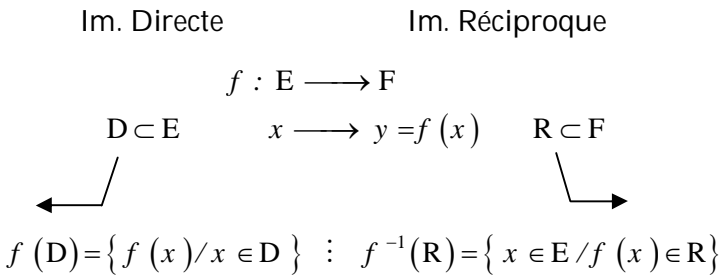 Im. Directe Im. Réciproque
f : E ⟶ F
D ⊂ E x ⟶ y =f (x) R ⊂ F
f (D)={ f (x)/x ∈ D } ⋮ f ⁻¹(R)={ x ∈ E /f (x)∈ R}